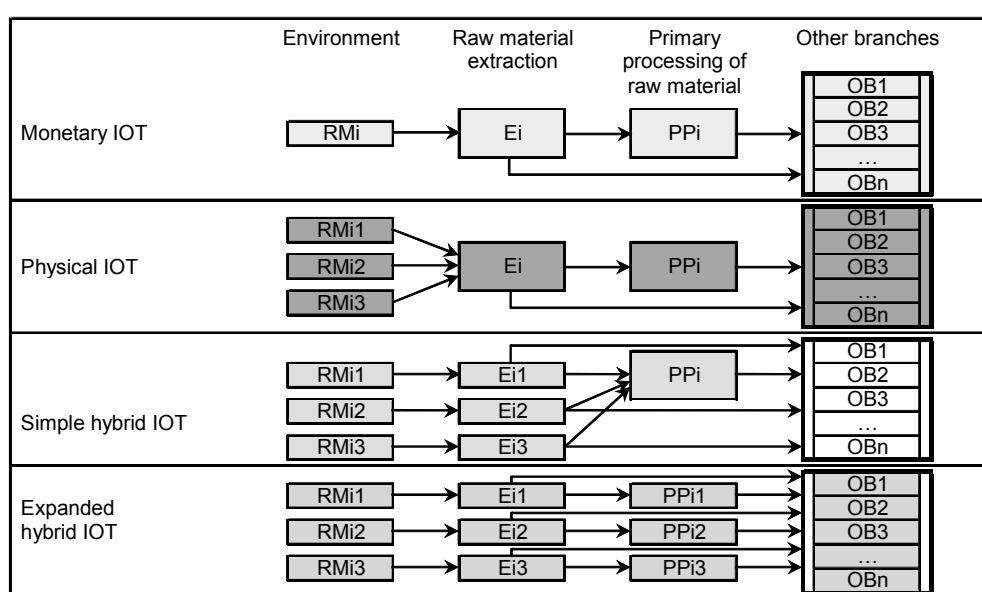 Environment
Raw material
extraction
Primary
processing of
raw material
Other branches
Monetary IOT
RMi
Ei
PPi
OB1
OB2
OB3
…
OBn
Physical IOT
RMi1
RMi2
RMi3
Ei
PPi
OB1
OB2
OB3
…
OBn
Simple hybrid IOT
RMi1
RMi2
RMi3
Ei1
Ei2
Ei3
PPi
OB1
OB2
OB3
…
OBn
Expanded
hybrid IOT
RMi1
RMi2
RMi3
Ei1
Ei2
Ei3
PPi1
PPi2
PPi3
OB1
OB2
OB3
…
OBn